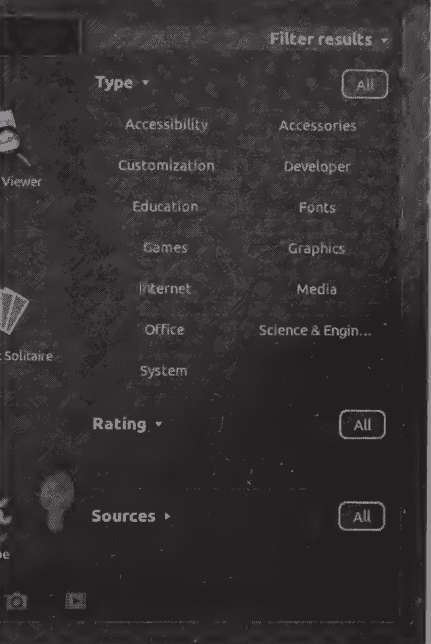 Filter results
Type
All
Accessibility Accessories
Viewer
Customization Developer
Education Fonts
Games Graphics
Internet Media
Office Science & Engin...
Solitaire
System
Rating
All
Sources
All